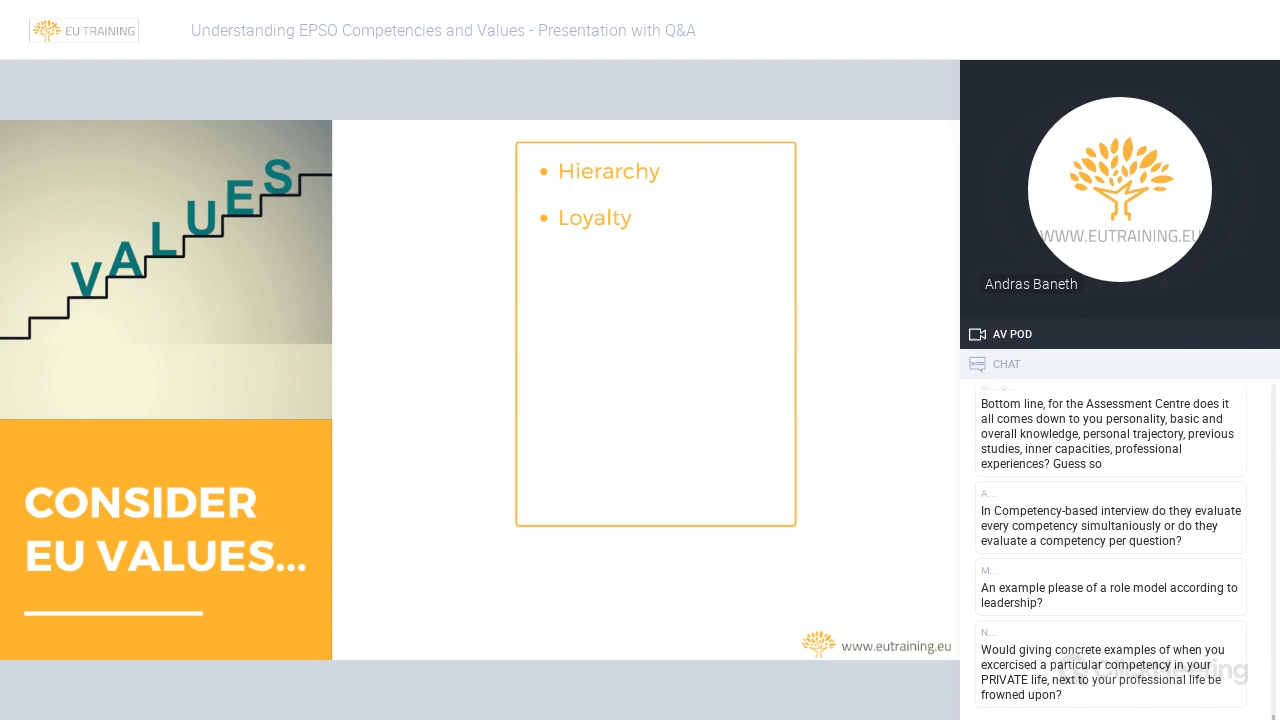 EU TRAINING
Understanding EPSO Competencies and Values - Presentation with Q&A
VALUES
CONSIDER
EU VALUES...
• Hierarchy
• Loyalty
www.eutraining.eu
WWW.EUTRAINING.EU
Andras Baneth
AV POD
CHAT
Bottom line, for the Assessment Centre does it
all comes down to you personality, basic and
overall knowledge, personal trajectory, previous
studies, inner capacities, professional
experiences? Guess so
A...
In Competency-based interview do they evaluate
every competency simultaniously or do they
evaluate a competency per question?
M...
An example please of a role model according to
leadership?
N...
Would giving concrete examples of when you
excercised a particular competency in your
PRIVATE life, next to your professional life be
frowned upon?
ClickMeeting